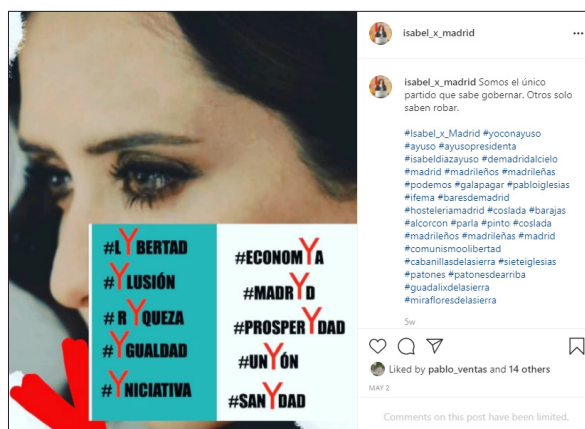 #LYBERTAD
#YLUSIÓN
#RYQUEZA
#YGUALDAD
#YNICIATIVA
#ECONOMYA
#MADRYD
#PROSPERYDAD
#UNYÓN
#SANYDAD
isabel_x_madrid
isabel_x_madrid Somos el único
partido que sabe gobernar. Otros solo
saben robar.
#Isabel_x_Madrid #yoconayuso
#ayuso #ayusopresidenta
#isabeldiazayuso #demadridalcielo
#madrid #madrileños #madrileñas
#podemos #galapagar #pabloiglesias
#ifema #baresdemadrid
#hosteleriamadrid #coslada #barajas
#alcorcon #parla #pinto #coslada
#madrileños #madrileñas #madrid
#comunismoolibertad
#cabanillasdelasierra #sieteiglesias
#patones #patonesdearriba
#guadalixdelasierra
#mirafloresdelasierra
5w
Liked by pablo_ventas and 14 others
MAY 2
Comments on this post have been limited.